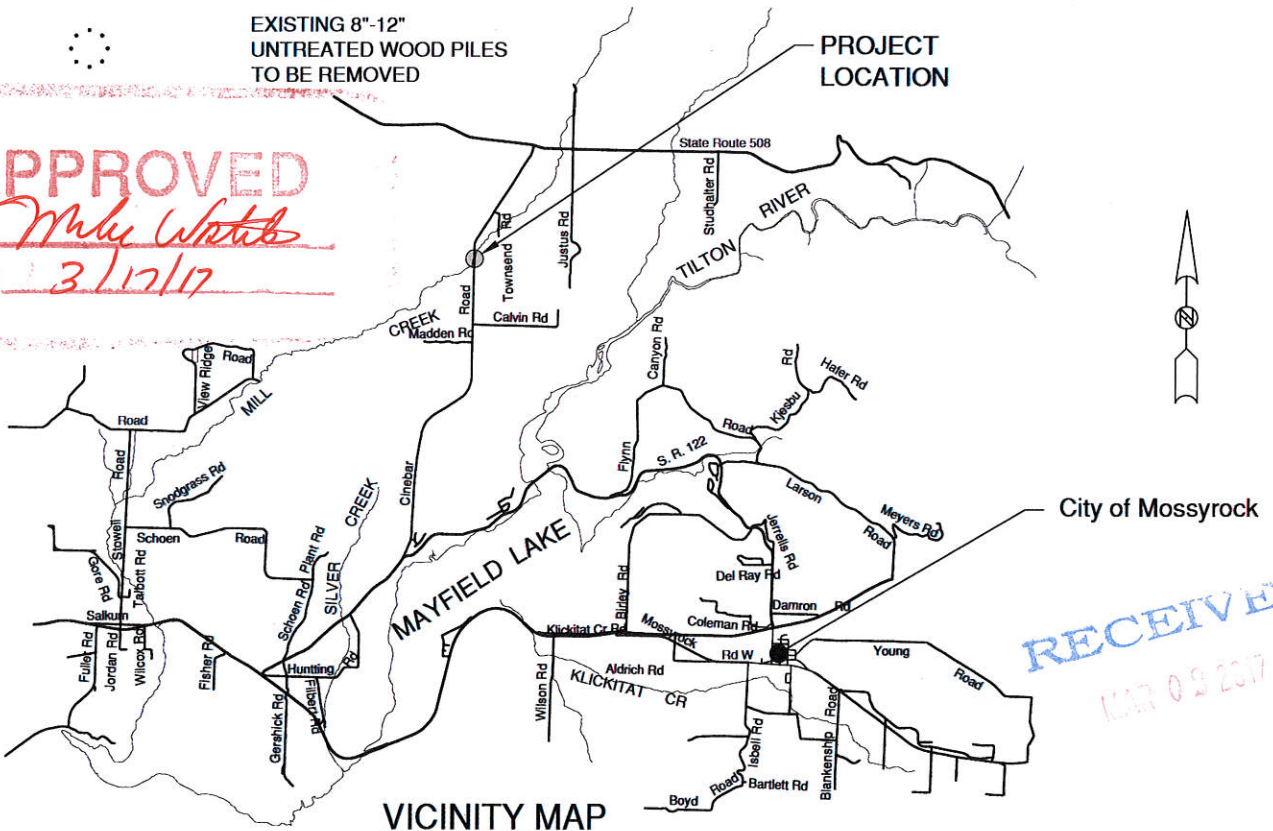 EXISTING 8"-12"
UNTREATED WOOD PILES
TO BE REMOVED
PROJECT
LOCATION
PPROVED
3/17/17
State Route 508
Studhalter Rd
TILTON RIVER
Justus Rd
Townsend Rd
Road
Calvin Rd
Madden Rd
CREEK
View Ridge
Road
MILL
Road
Canyon Rd
Rd
Hafer Rd
Kjesbu
Road
Flynn
S. R. 122
Road
Snodgrass Rd
Cinebar
CREEK
Larson
Road
Meyers Rd
City of Mossyrock
Stowell
Schoen
Road
Plant Rd
SILVER
MAYFIELD LAKE
Jerrells Rd
Del Ray Rd
Gore Rd
Talbott Rd
Schoen Rd
Birley Rd
Damron Rd
Coleman Rd
Salkum
Klickitat Cr Rd
Mossyrock
Rd W
Young
Road
RECEIVE
MAR 0 2017
Fuller Rd
Jordan Rd
Wilcox Rd
Fisher Rd
Huntting Rd
Filbert Rd
Gershick Rd
Wilson Rd
Aldrich Rd
KLICKITAT CR
Isbell Rd
Road
Blankenship
Bartlett Rd
Boyd
Road
VICINITY MAP
N